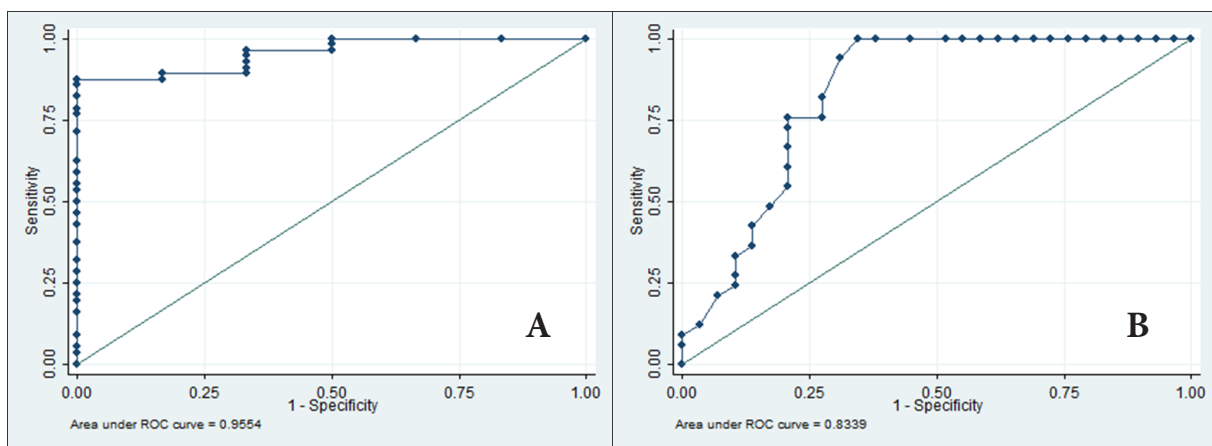 1.00
0.75
0.50
0.25
0.00
Sensitivity
A
0.00 0.25 0.50 0.75 1.00
1 - Specificity
Area under ROC curve = 0.9554
1.00
0.75
0.50
0.25
0.00
Sensitivity
B
0.00 0.25 0.50 0.75 1.00
1 - Specificity
Area under ROC curve = 0.8339